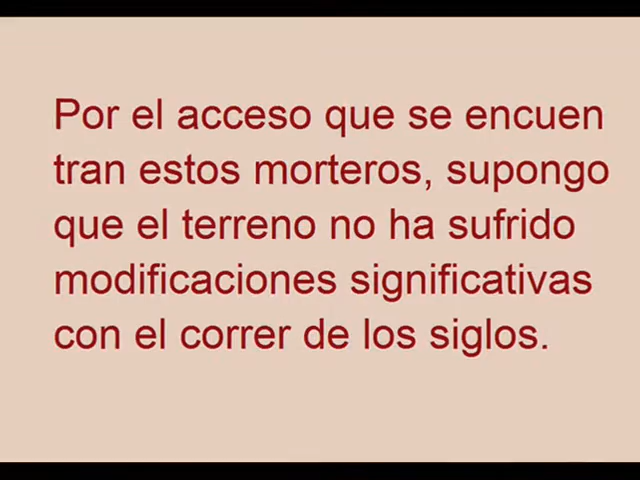 Por el acceso que se encuen
tran estos morteros, supongo
que el terreno no ha sufrido
modificaciones significativas
con el correr de los siglos.